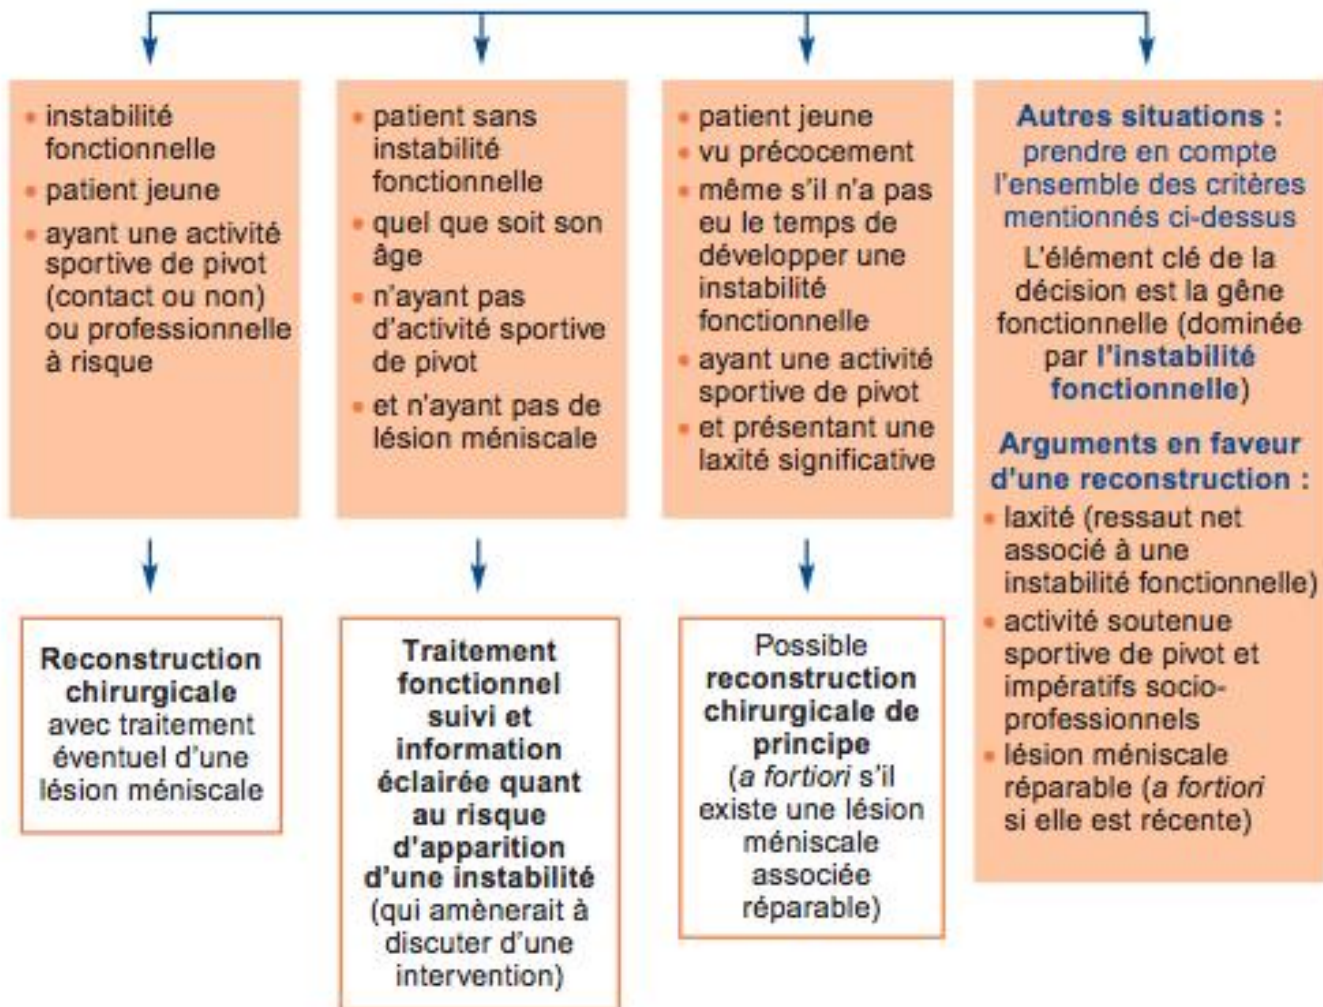 • instabilité
fonctionnelle
• patient jeune
• ayant une activité
sportive de pivot
(contact ou non)
ou professionnelle
à risque
• patient sans
instabilité
fonctionnelle
• quel que soit son
âge
• n'ayant pas
d'activité sportive
de pivot
• et n'ayant pas de
lésion méniscale
• patient jeune
• vu précocement
• même s'il n'a pas
eu le temps de
développer une
instabilité
fonctionnelle
• ayant une activité
sportive de pivot
• et présentant une
laxité significative
Autres situations :
prendre en compte
l'ensemble des critères
mentionnés ci-dessus
L'élément clé de la
décision est la gêne
fonctionnelle (dominée
par l'instabilité
fonctionnelle)
Arguments en faveur
d'une reconstruction :
• laxité (ressaut net
associé à une
instabilité fonctionnelle)
• activité soutenue
sportive de pivot et
impératifs socio-
professionnels
• lésion méniscale
réparable (a fortiori
si elle est récente)
Reconstruction
chirurgicale
avec traitement
éventuel d'une
lésion méniscale
Traitement
fonctionnel
suivi et
information
éclairée quant
au risque
d'apparition
d'une instabilité
(qui amènerait à
discuter d'une
intervention)
Possible
reconstruction
chirurgicale de
principe
(a fortiori s'il
existe une lésion
méniscale
associée
réparable)